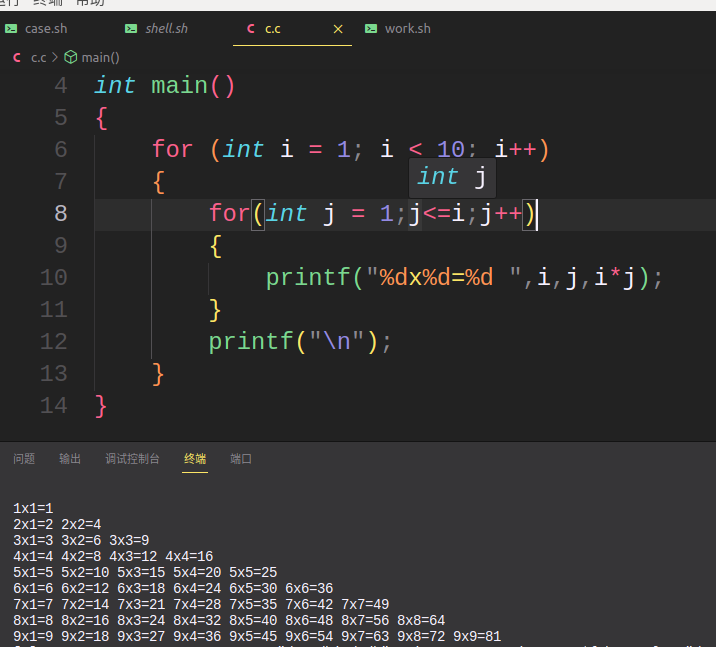 运行 终端 帮助
case.sh shell.sh c.c work.sh
c.c > main()
4 int main()
5 {
6 for (int i = 1; i < 10; i++)
7 {
int j
8 for(int j = 1;j<=i;j++)
9 {
10 printf("%dx%d=%d ",i,j,i*j);
11 }
12 printf("\n");
13 }
14 }
问题 输出 调试控制台 终端 端口
1x1=1
2x1=2 2x2=4
3x1=3 3x2=6 3x3=9
4x1=4 4x2=8 4x3=12 4x4=16
5x1=5 5x2=10 5x3=15 5x4=20 5x5=25
6x1=6 6x2=12 6x3=18 6x4=24 6x5=30 6x6=36
7x1=7 7x2=14 7x3=21 7x4=28 7x5=35 7x6=42 7x7=49
8x1=8 8x2=16 8x3=24 8x4=32 8x5=40 8x6=48 8x7=56 8x8=64
9x1=9 9x2=18 9x3=27 9x4=36 9x5=45 9x6=54 9x7=63 9x8=72 9x9=81